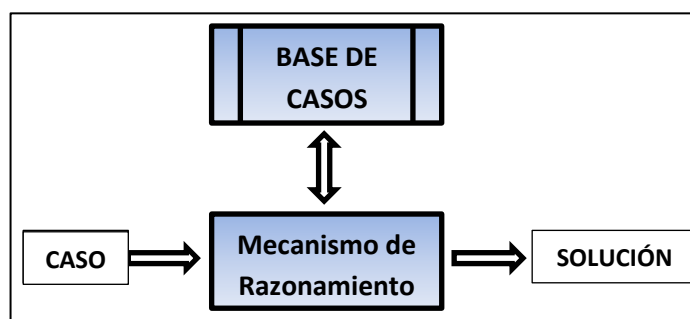 BASE DE
CASOS
CASO
Mecanismo de
Razonamiento
SOLUCIÓN